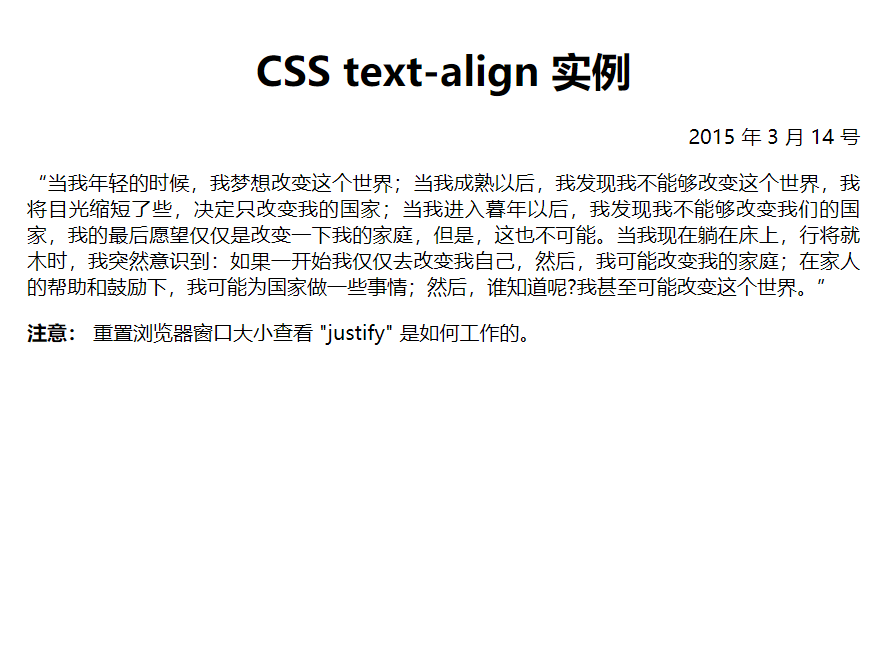 CSS text-align 实例
2015 年 3 月 14 号
“当我年轻的时候，我梦想改变这个世界；当我成熟以后，我发现我不能够改变这个世界，我
将目光缩短了些，决定只改变我的国家；当我进入暮年以后，我发现我不能够改变我们的国
家，我的最后愿望仅仅是改变一下我的家庭，但是，这也不可能。当我现在躺在床上，行将就
木时，我突然意识到：如果一开始我仅仅去改变我自己，然后，我可能改变我的家庭；在家人
的帮助和鼓励下，我可能为国家做一些事情；然后，谁知道呢?我甚至可能改变这个世界。”
注意： 重置浏览器窗口大小查看 "justify" 是如何工作的。